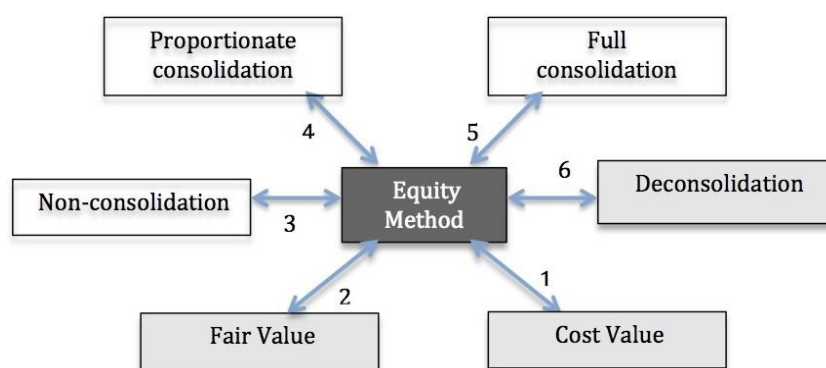 Proportionate
consolidation
Full
consolidation
4
5
Non-consolidation
3
Equity
Method
6
Deconsolidation
2
1
Fair Value
Cost Value